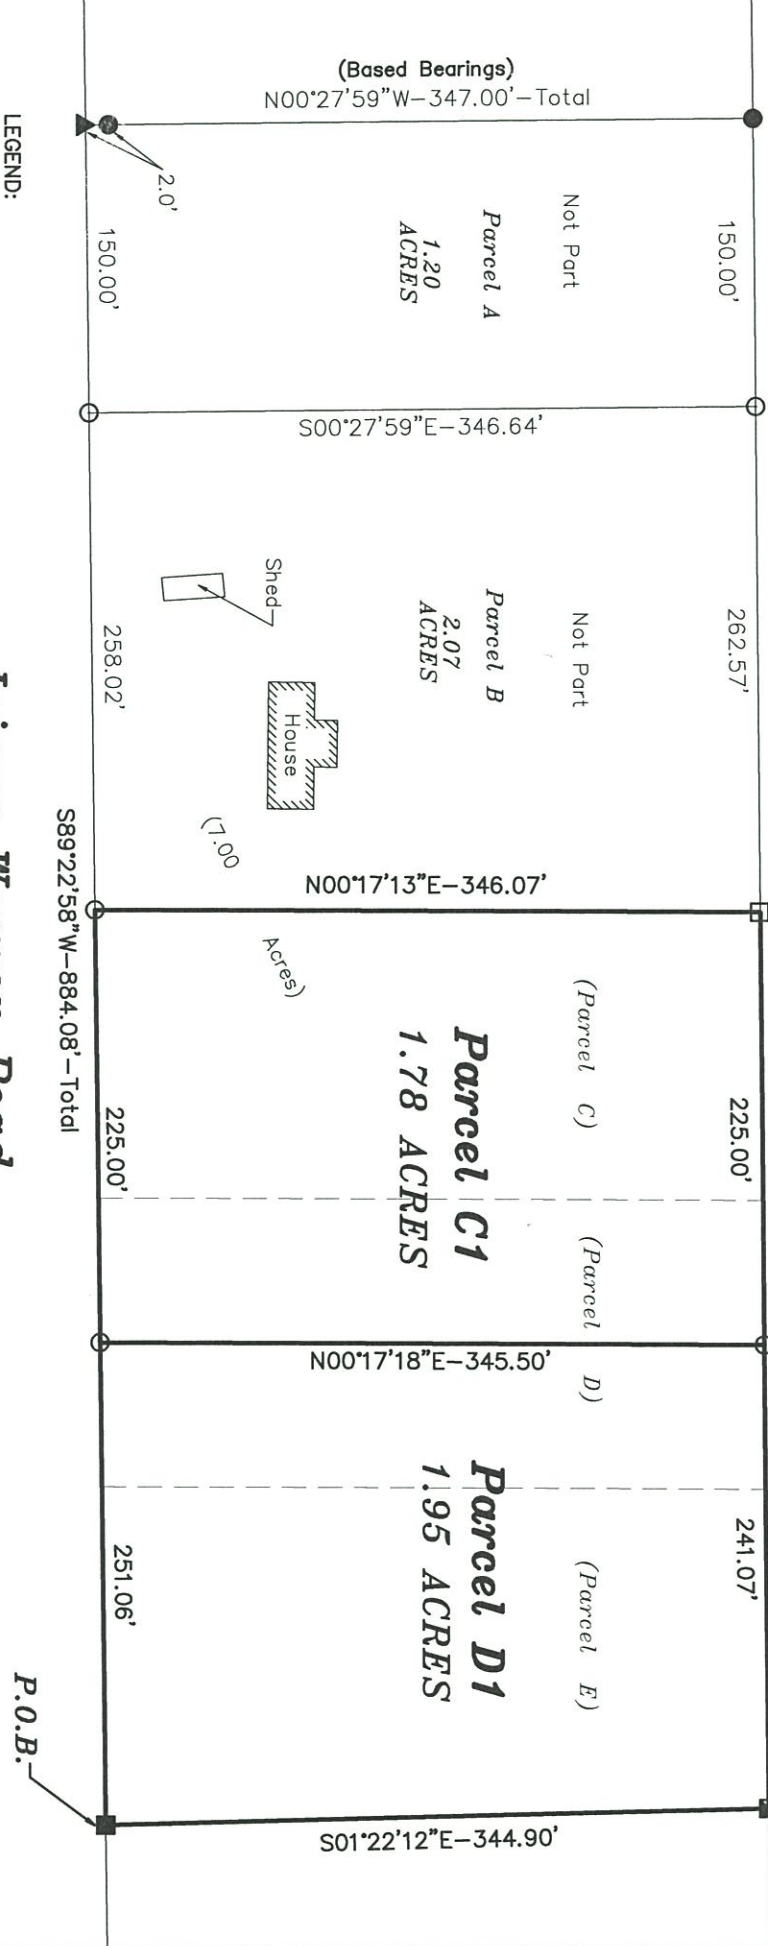 (Based Bearings)
N00°27'59"W-347.00'-Total
LEGEND:
2.0'
150.00'
Parcel A
1.20
ACRES
Not Part
150.00'
S00°27'59"E-346.64'
Shed
258.02'
Parcel B
2.07
ACRES
Not Part
262.57'
House
(7.00
Acres)
S89°22'58"W-884.08'-Total
N00°17'13"E-346.07'
(Parcel C)
Parcel C1
1.78 ACRES
225.00'
225.00'
(Parcel D)
N00°17'18"E-345.50'
Parcel D1
1.95 ACRES
(Parcel E)
241.07'
251.06'
P.O.B.
S01°22'12"E-344.90'
Road